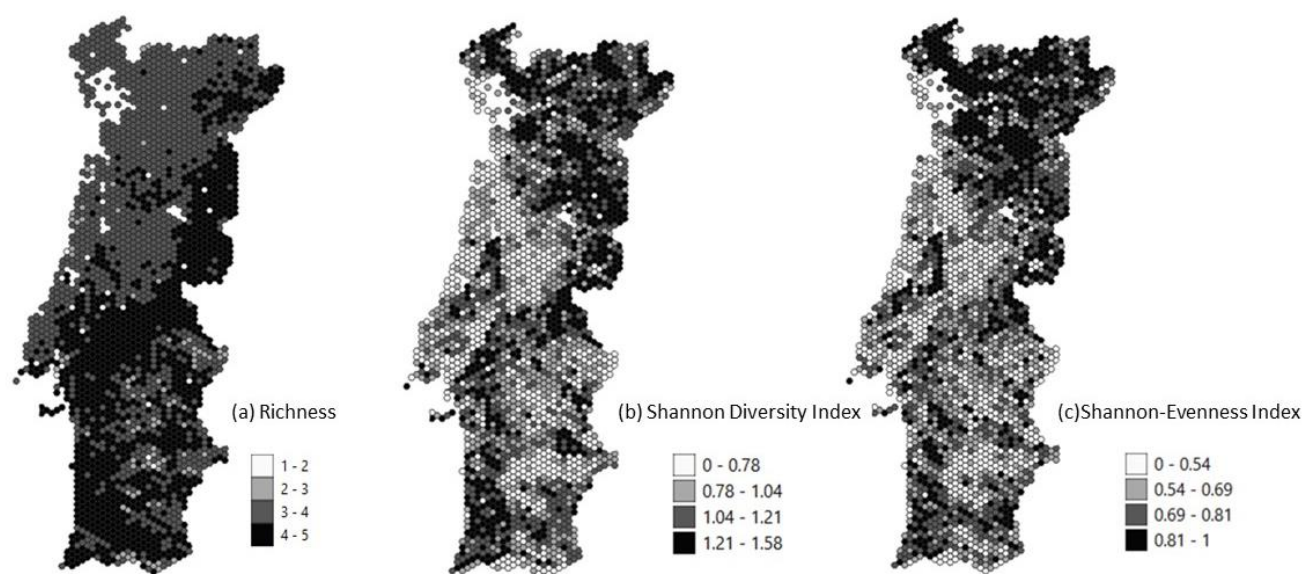 (a) Richness
1 - 2
2 - 3
3 - 4
4 - 5
(b) Shannon Diversity Index
0 - 0.78
0.78 - 1.04
1.04 - 1.21
1.21 - 1.58
(c)Shannon-Evenness Index
0 - 0.54
0.54 - 0.69
0.69 - 0.81
0.81 - 1